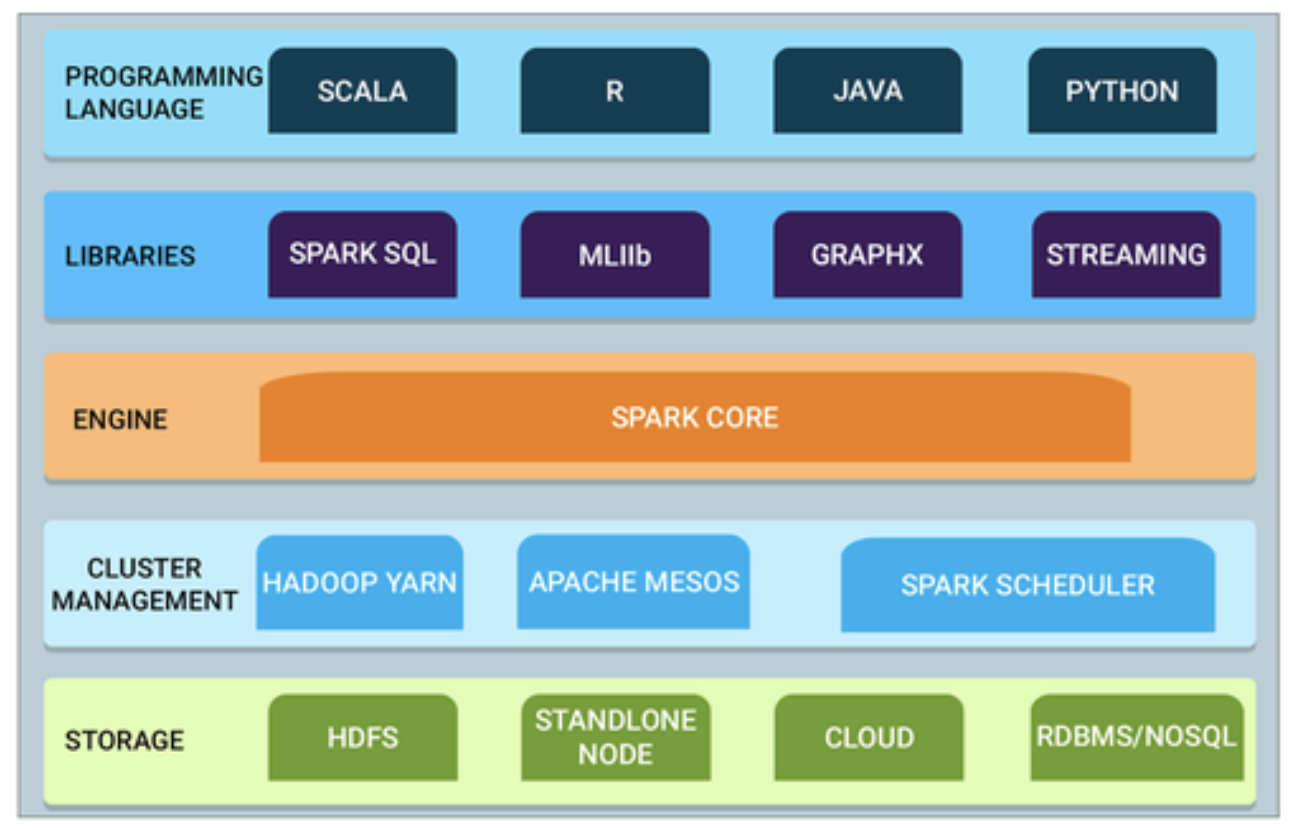 PROGRAMMING
LANGUAGE
SCALA
R
JAVA
PYTHON
LIBRARIES
SPARK SQL
MLIIb
GRAPHX
STREAMING
ENGINE
SPARK CORE
CLUSTER
MANAGEMENT
HADOOP YARN
APACHE MESOS
SPARK SCHEDULER
STORAGE
HDFS
STANDLONE
NODE
CLOUD
RDBMS/NOSQL